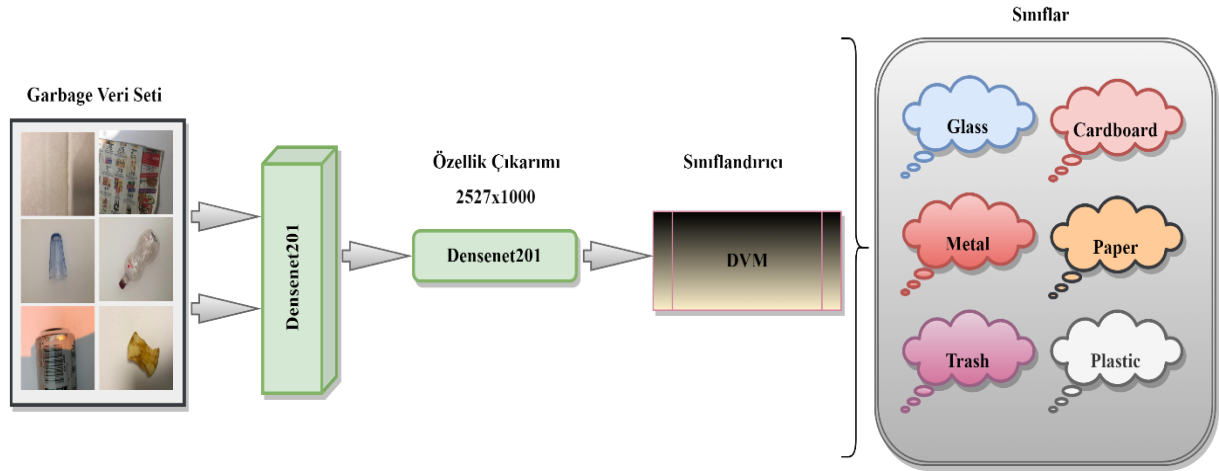 Sınıflar
Garbage Veri Seti
Densenet201
Özellik Çıkarımı
2527x1000
Densenet201
Sınıflandırıcı
DVM
Glass
Cardboard
Metal
Paper
Trash
Plastic